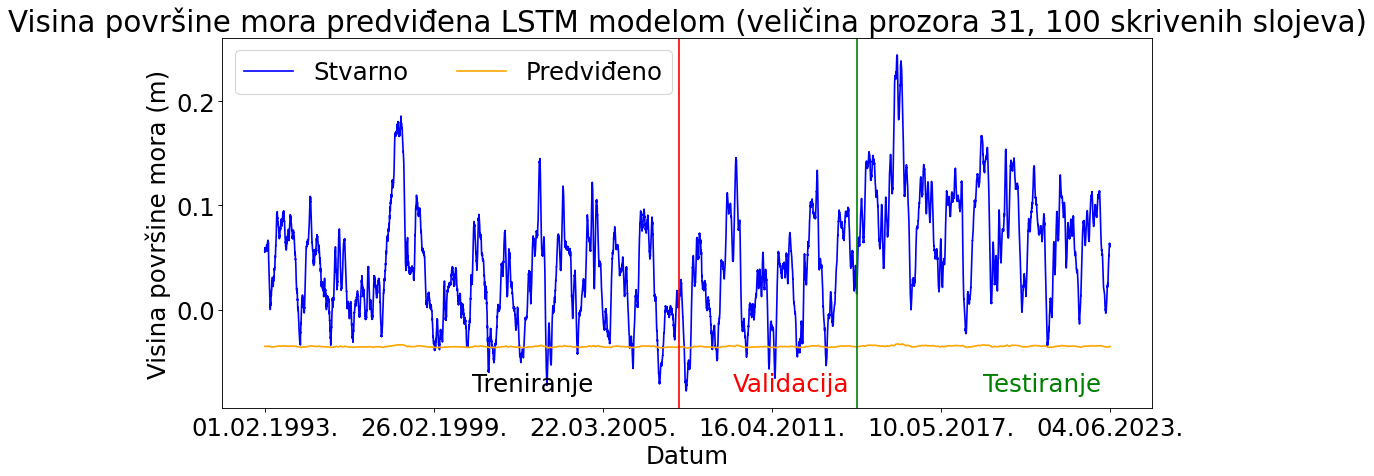 Visina površine mora predviđena LSTM modelom (veličina prozora 31, 100 skrivenih slojeva)
Stvarno Predviđeno
Visina površine mora (m)
0.2
0.1
0.0
Treniranje Validacija Testiranje
01.02.1993. 26.02.1999. 22.03.2005. 16.04.2011. 10.05.2017. 04.06.2023.
Datum